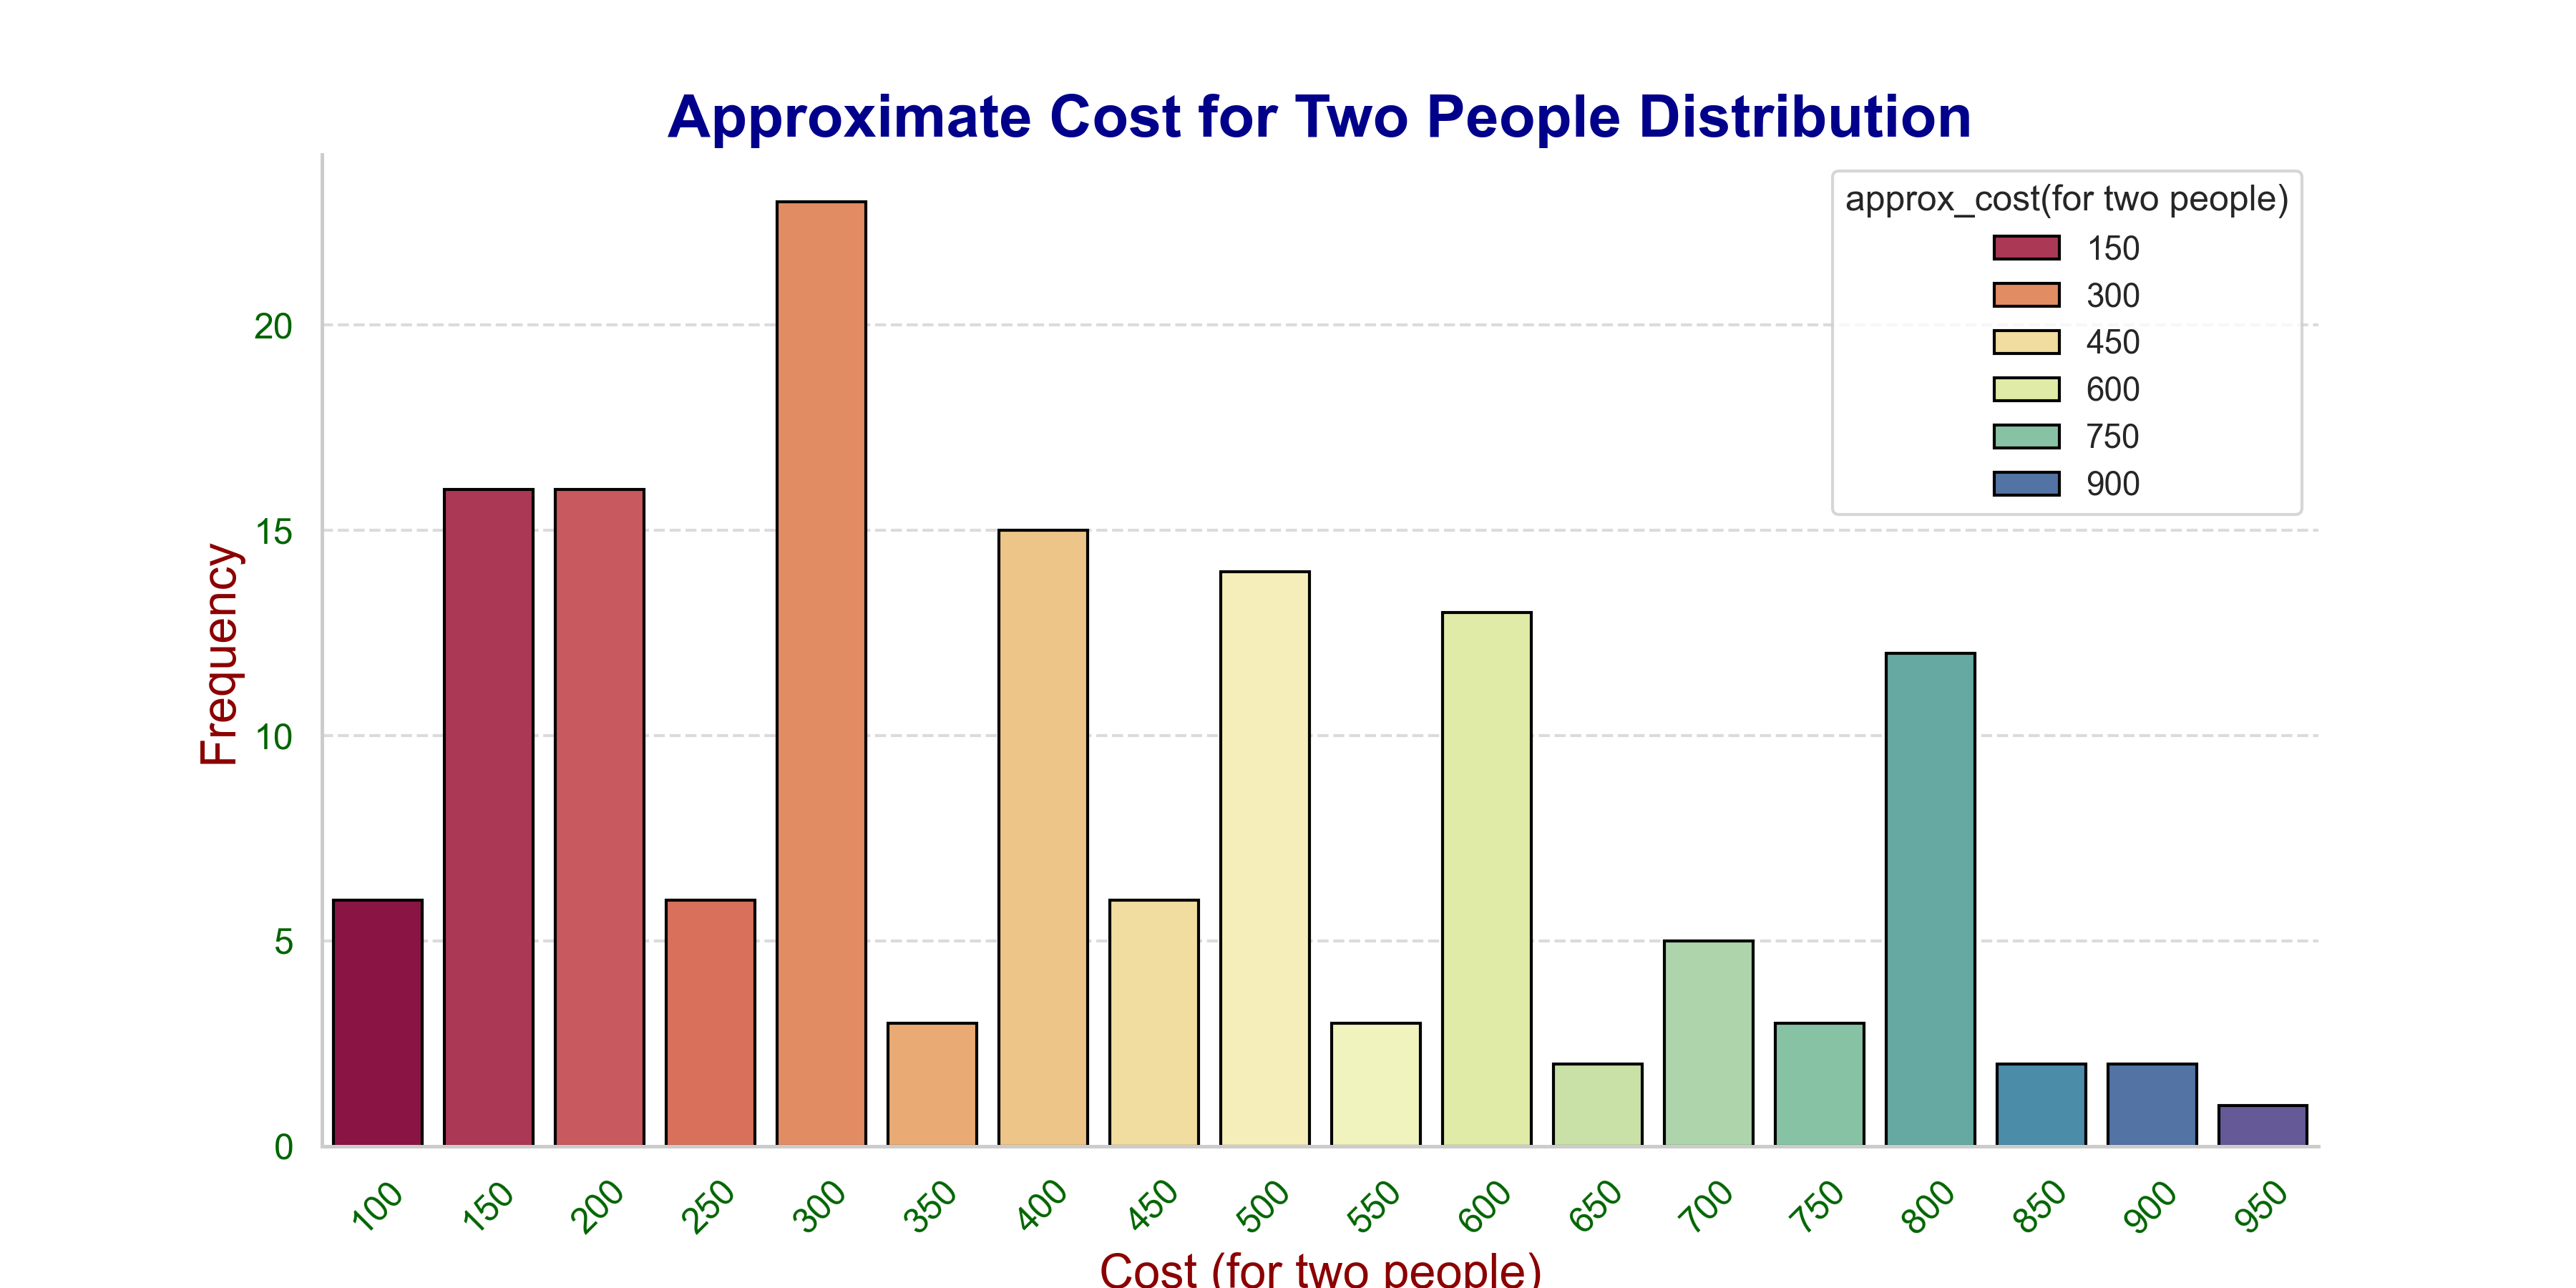 Approximate Cost for Two People Distribution
approx_cost(for two people)
150
300
450
600
750
900
20
15
10
5
0
Frequency
100 150 200 250 300 350 400 450 500 550 600 650 700 750 800 850 900 950
Cost (for two people)